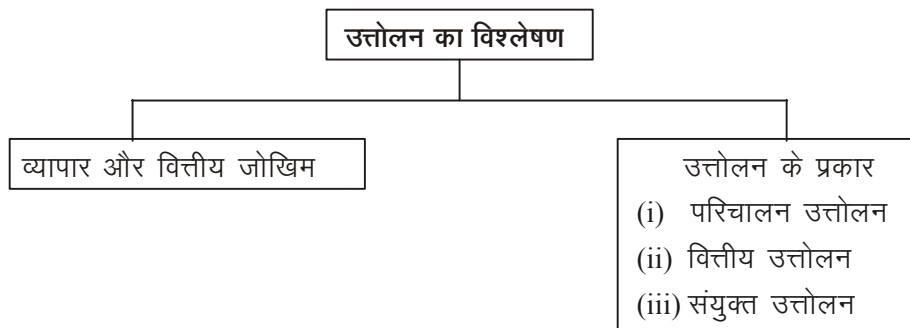 उत्तोलन का विश्लेषण
व्यापार और वित्तीय जोखिम
उत्तोलन के प्रकार
(i) परिचालन उत्तोलन
(ii) वित्तीय उत्तोलन
(iii) संयुक्त उत्तोलन